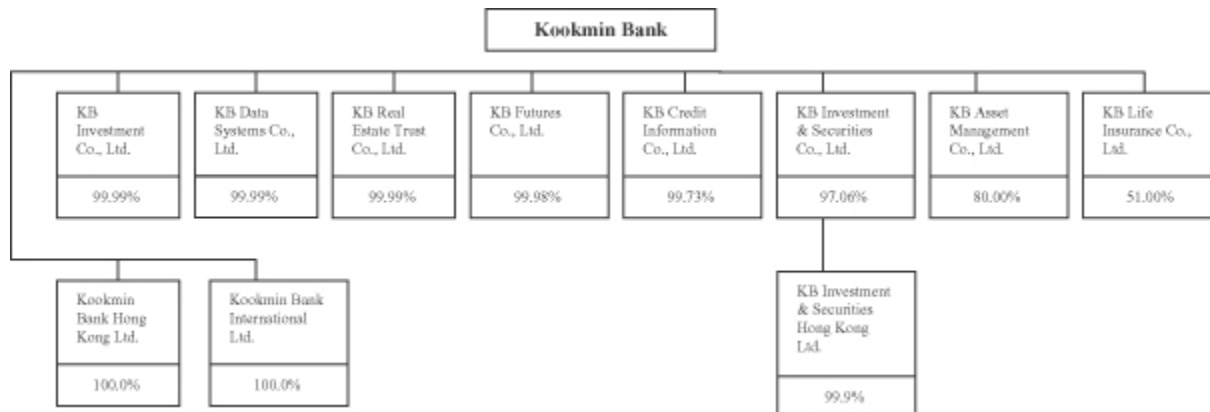 Kookmin Bank
KB
Investment
Co., Ltd.
99.99%
KB Data
Systems Co.,
Ltd.
99.99%
KB Real
Estate Trust
Co., Ltd.
99.99%
KB Futures
Co., Ltd.
99.98%
KB Credit
Information
Co., Ltd.
99.73%
KB Investment
& Securities
Co., Ltd.
97.06%
KB Asset
Management
Co., Ltd.
80.00%
KB Life
Insurance Co.,
Ltd.
51.00%
Kookmin
Bank Hong
Kong Ltd.
100.0%
Kookmin Bank
International
Ltd.
100.0%
KB Investment
& Securities
Hong Kong
Ltd.
99.9%